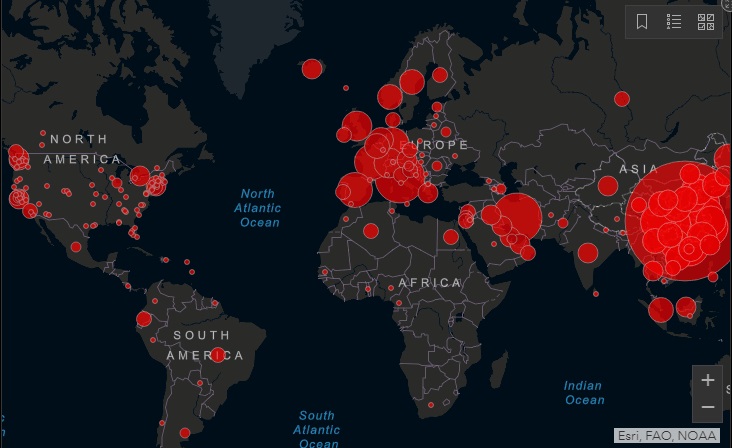 NORTH
AMERICA
EUROPE
ASIA
North
Atlantic
Ocean
AFRICA
SOUTH
AMERICA
Indian
Ocean
South
Atlantic
Ocean
+
−
Esri, FAO, NOAA